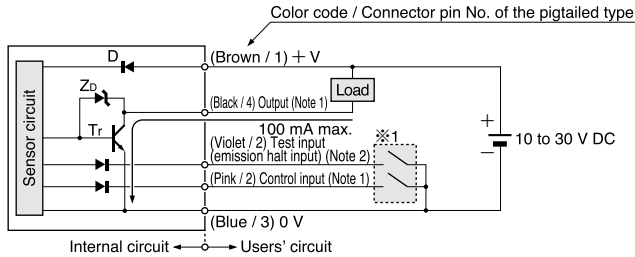 Color code / Connector pin No. of the pigtailed type
D
(Brown / 1) + V
ZD
(Black / 4) Output (Note 1)
Load
Tr
100 mA max.
※1
(Violet / 2) Test input
(emission halt input) (Note 2)
(Pink / 2) Control input (Note 1)
Sensor circuit
+
−
10 to 30 V DC
(Blue / 3) 0 V
Internal circuit
Users' circuit